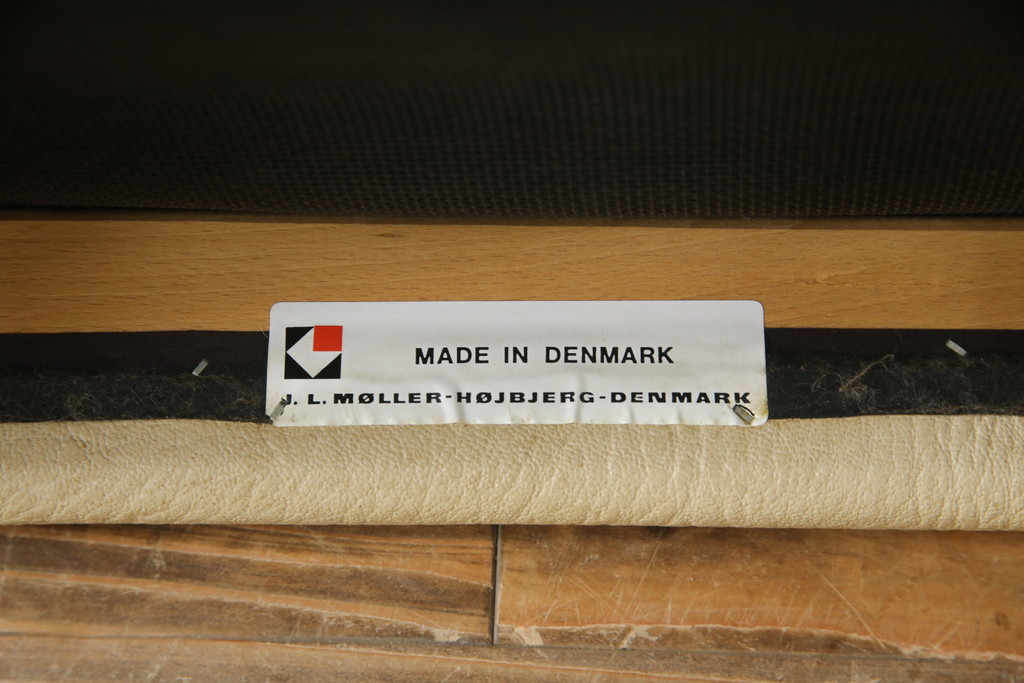 MADE IN DENMARK
J. L. MØLLER-HØJBJERG-DENMARK